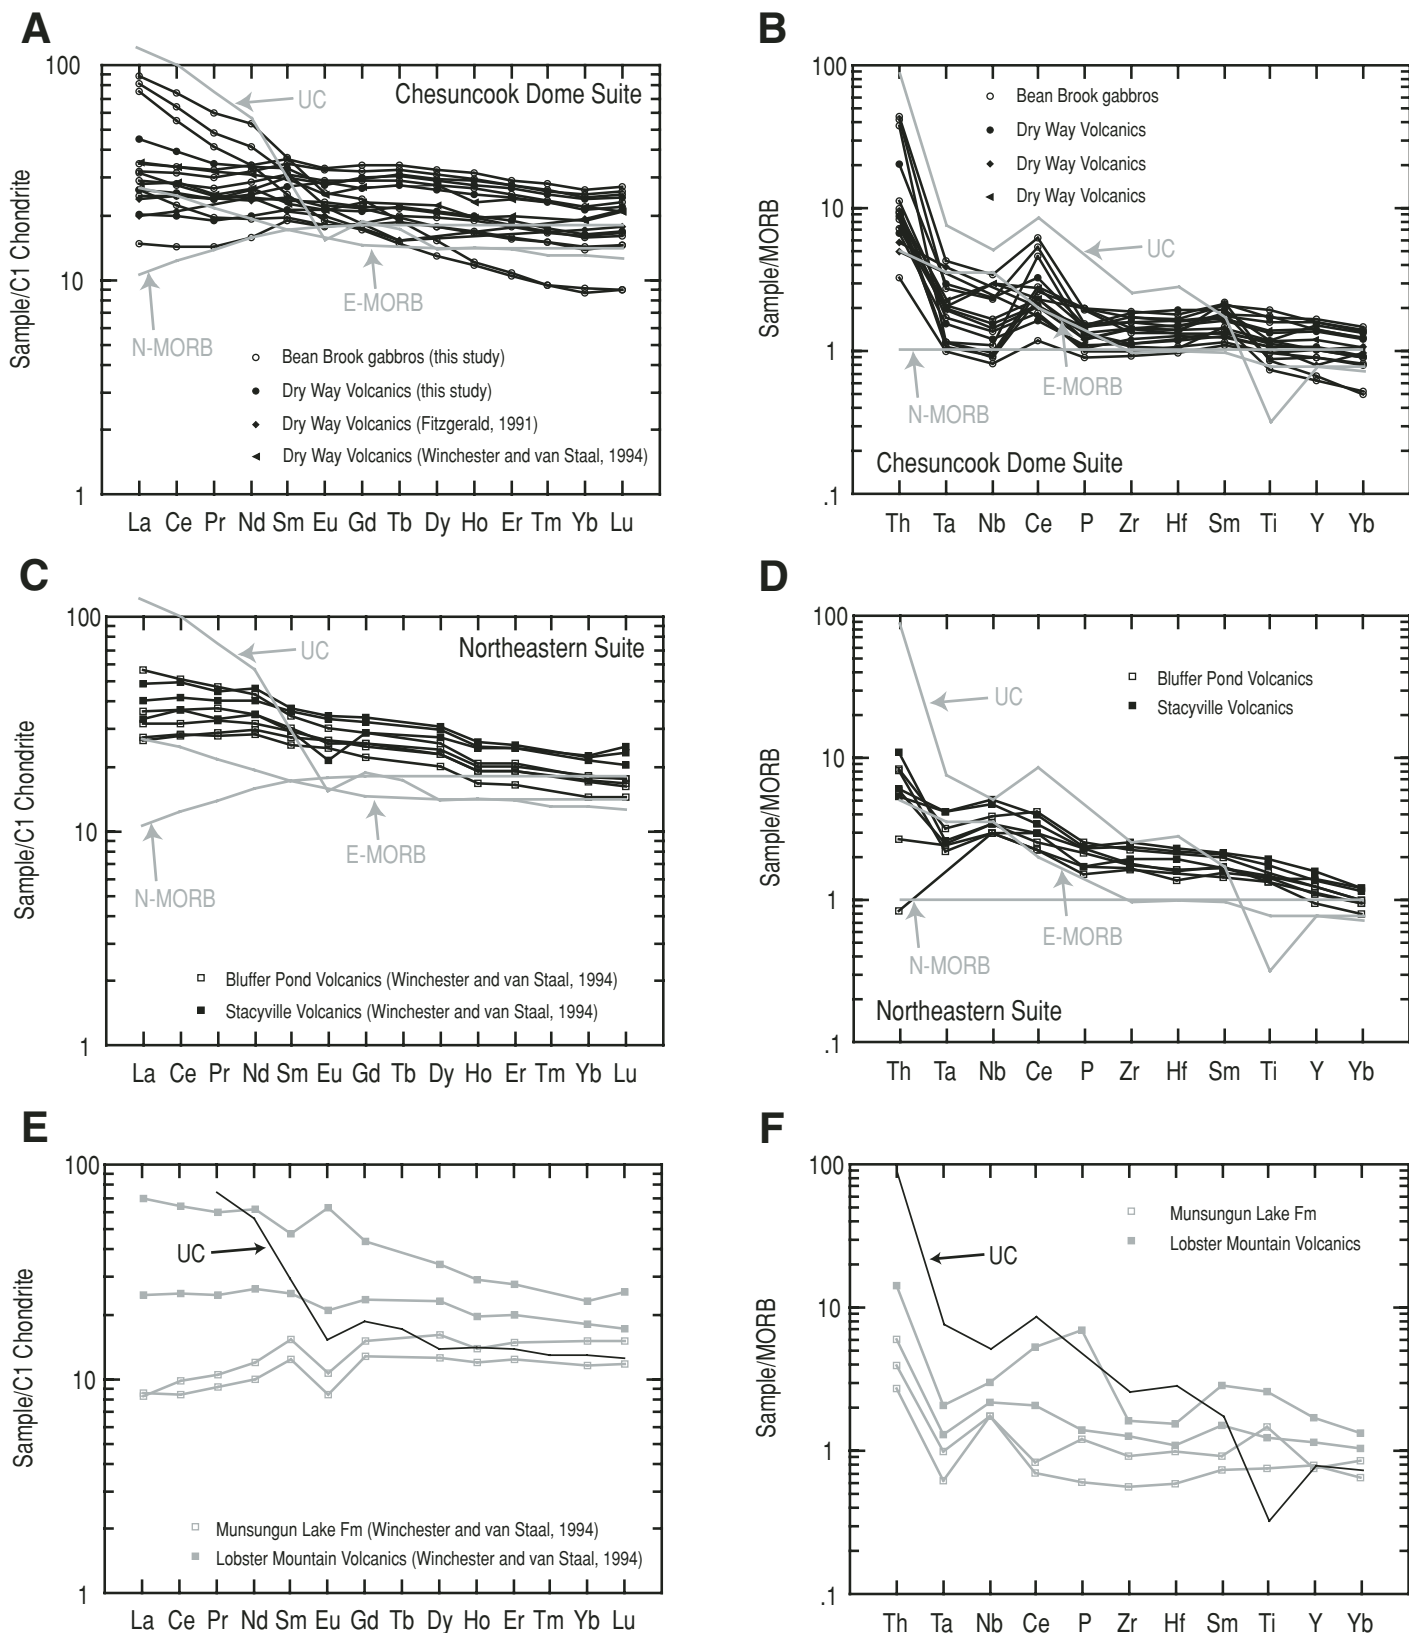 A
100
10
1
Sample/C1 Chondrite
Chesuncook Dome Suite
UC
E-MORB
N-MORB
Bean Brook gabbros (this study)
Dry Way Volcanics (this study)
Dry Way Volcanics (Fitzgerald, 1991)
Dry Way Volcanics (Winchester and van Staal, 1994)
La Ce Pr Nd Sm Eu Gd Tb Dy Ho Er Tm Yb Lu
B
100
10
1
.1
Sample/MORB
Bean Brook gabbros
Dry Way Volcanics
Dry Way Volcanics
Dry Way Volcanics
UC
E-MORB
N-MORB
Chesuncook Dome Suite
Th Ta Nb Ce P Zr Hf Sm Ti Y Yb
C
100
10
1
Sample/C1 Chondrite
Northeastern Suite
UC
E-MORB
N-MORB
Bluffer Pond Volcanics (Winchester and van Staal, 1994)
Stacyville Volcanics (Winchester and van Staal, 1994)
La Ce Pr Nd Sm Eu Gd Tb Dy Ho Er Tm Yb Lu
D
100
10
1
.1
Sample/MORB
Bluffer Pond Volcanics
Stacyville Volcanics
UC
E-MORB
N-MORB
Northeastern Suite
Th Ta Nb Ce P Zr Hf Sm Ti Y Yb
E
100
10
1
Sample/C1 Chondrite
UC
Munsungun Lake Fm (Winchester and van Staal, 1994)
Lobster Mountain Volcanics (Winchester and van Staal, 1994)
La Ce Pr Nd Sm Eu Gd Tb Dy Ho Er Tm Yb Lu
F
100
10
1
.1
Sample/MORB
Munsungun Lake Fm
Lobster Mountain Volcanics
UC
Th Ta Nb Ce P Zr Hf Sm Ti Y Yb